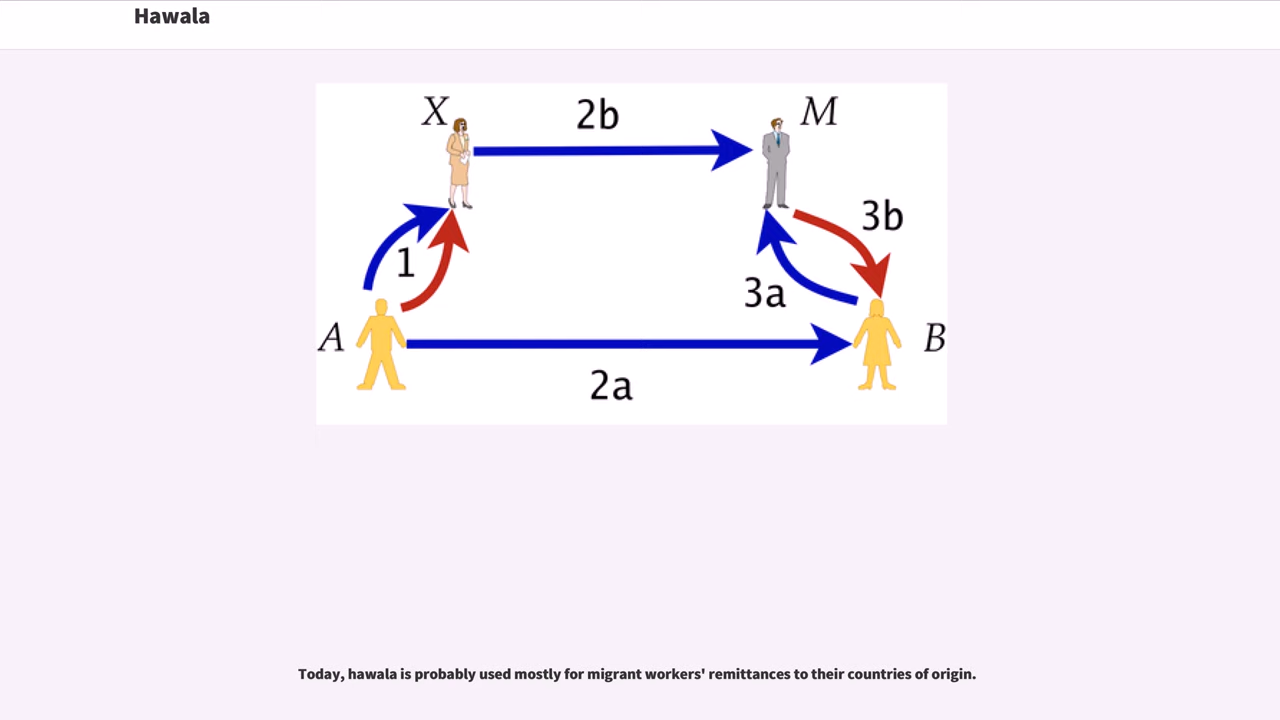 Hawala
X
2b
M
3b
1
3a
A
B
2a
Today, hawala is probably used mostly for migrant workers' remittances to their countries of origin.